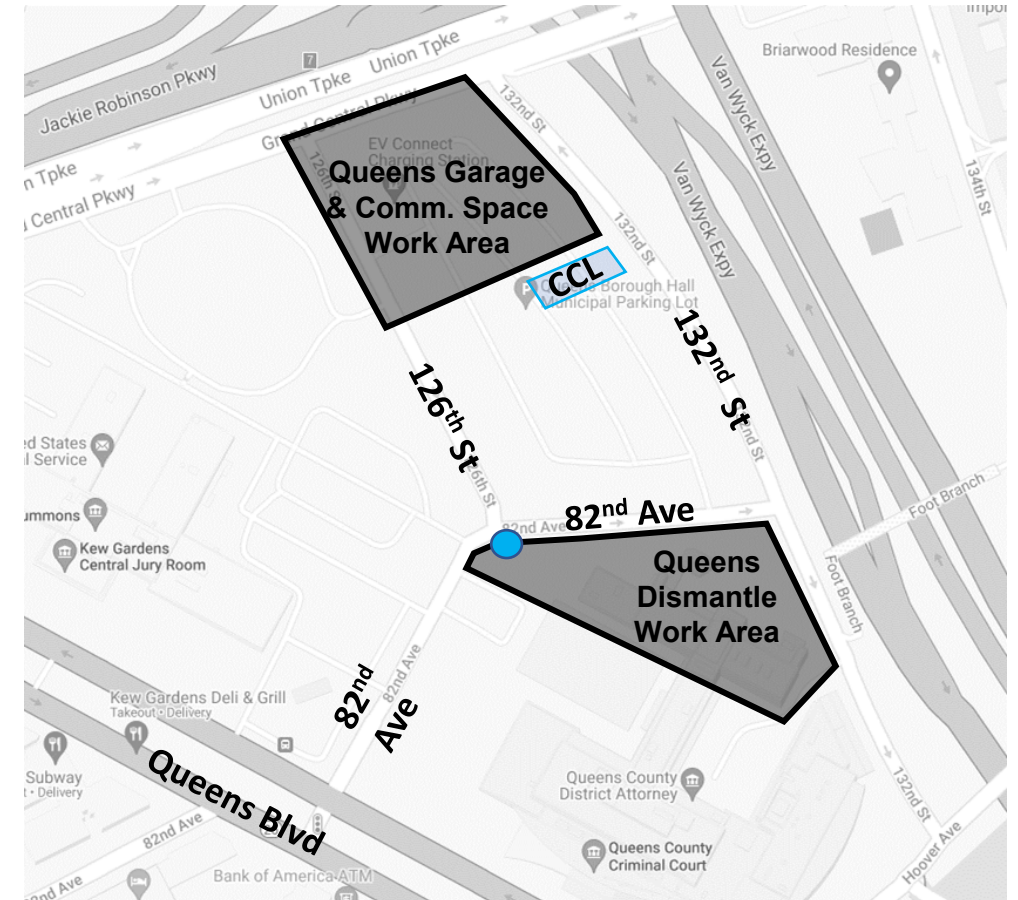 Impor
Briarwood Residence
7
Union Tpke
Union Tpke
Jackie Robinson Pkwy
Van Wyck Expy
132nd St
EV Connect
Charging Station
126th St
Queens Garage
& Comm. Space
Work Area
n Tpke
Central Pkwy
Van Wyck Expy
134th St
132nd St
CCL
P
Borough Hall
Municipal Parking Lot
132nd St
126th St
ed States
l Service
82nd Ave
82nd Ave
Foot Branch
ummons
Kew Gardens
Central Jury Room
Queens
Dismantle
Work Area
Foot Branch
82nd Ave
82nd
Ave
Kew Gardens Deli & Grill
Takeout • Delivery
Queens Blvd
Subway
t • Delivery
Queens County
District Attorney
132nd St
82nd Ave
Hoover Ave
Queens County
Criminal Court
Bank of America ATM
2nd Ave